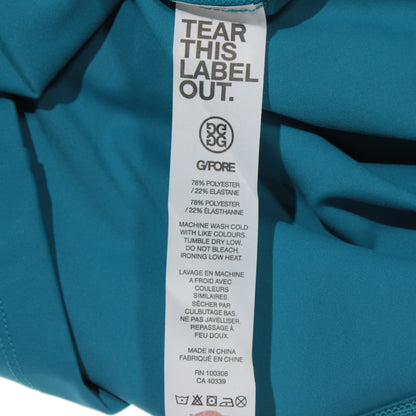 TEAR
THIS
LABEL
OUT.
G/FORE
78% POLYESTER
/ 22% ELASTANE
78% POLYESTER
/ 22% ÉLASTHANNE
MACHINE WASH COLD
WITH LIKE COLOURS.
TUMBLE DRY LOW.
DO NOT BLEACH.
IRONING LOW HEAT.
LAVAGE EN MACHINE
A FROID AVEC
COULEURS
SIMILAIRES.
SÉCHER PAR
CULBUTAGE BAS.
NE PAS JAVELLISER.
REPASSAGE À
FEU DOUX.
MADE IN CHINA
FABRIQUÉ EN CHINE
RN 100308
CA 40339